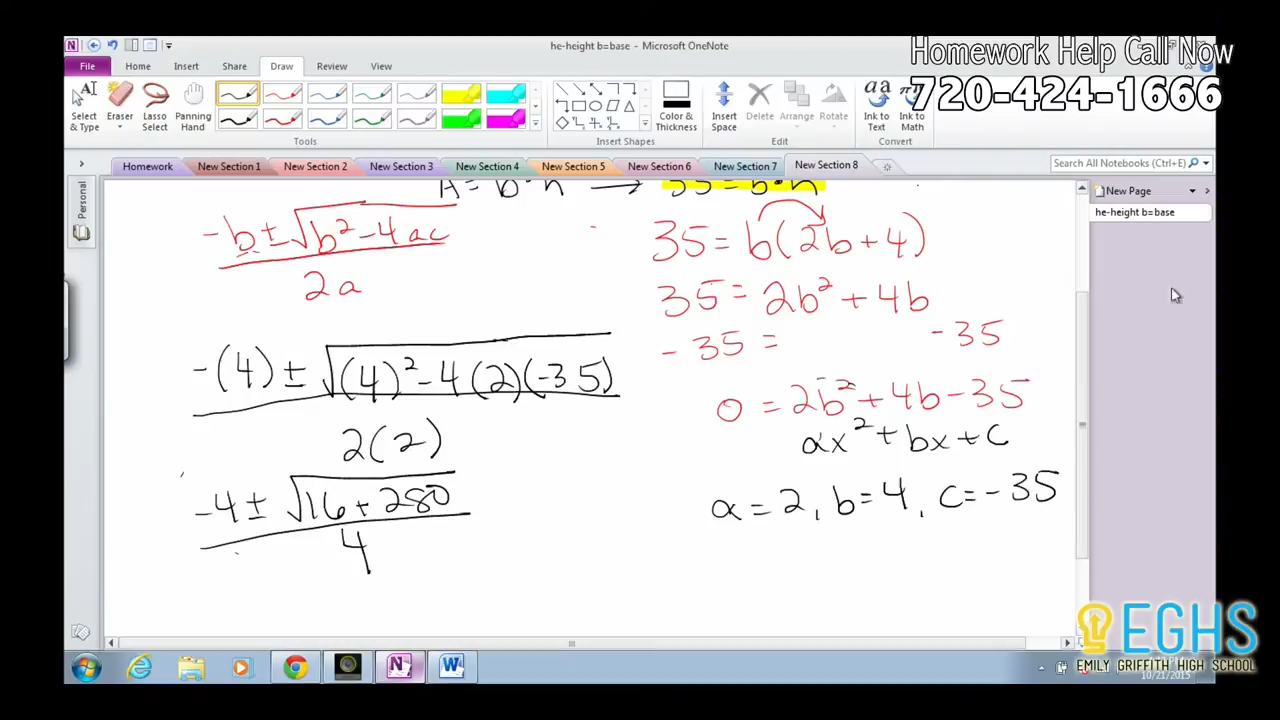 he-height b=base - Microsoft OneNote
Homework Help Call Now
720-424-1666
File Home Insert Share Draw Review View
Select & Type
Eraser
Lasso Select
Panning Hand
Color & Thickness
Insert Space
Delete
Arrange
Rotate
Ink to Text
Ink to Math
Tools
Insert Shapes
Edit
Convert
Homework New Section 1 New Section 2 New Section 3 New Section 4 New Section 5 New Section 6 New Section 7 New Section 8
Search All Notebooks (Ctrl+E)
Personal
New Page
he-height b=base
A = b·h → 35 = b·h
-b ± √b² - 4ac
2a
-(4) ± √(4)² - 4(2)(-35)
2(2)
-4 ± √16 + 280
4
35 = b(2b + 4)
35 = 2b² + 4b
-35 = -35
0 = 2b² + 4b - 35
ax² + bx + c
a = 2, b = 4, c = -35
EGHS
EMILY GRIFFITH HIGH SCHOOL
10/21/2015